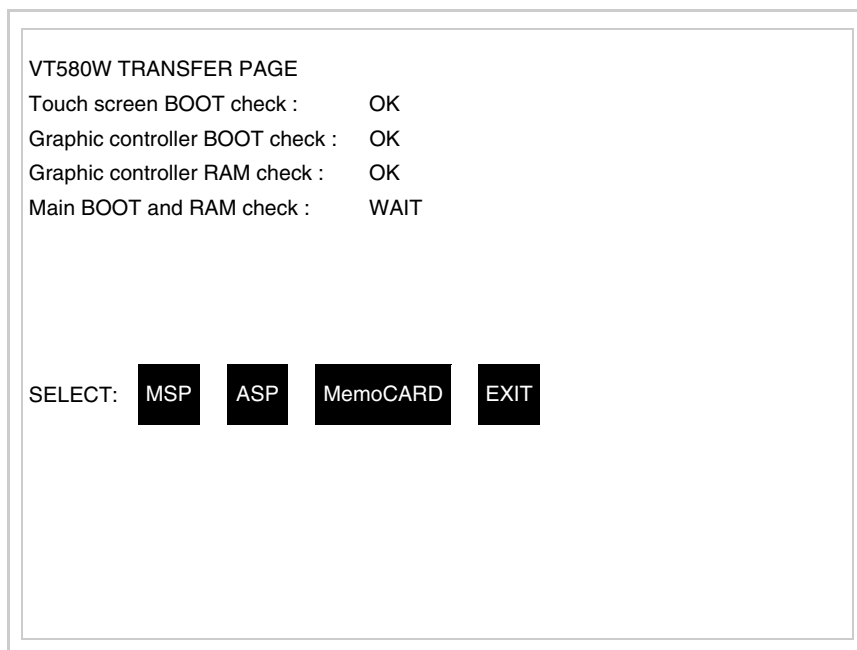 VT580W TRANSFER PAGE
Touch screen BOOT check : OK
Graphic controller BOOT check : OK
Graphic controller RAM check : OK
Main BOOT and RAM check : WAIT
SELECT: MSP ASP MemoCARD EXIT